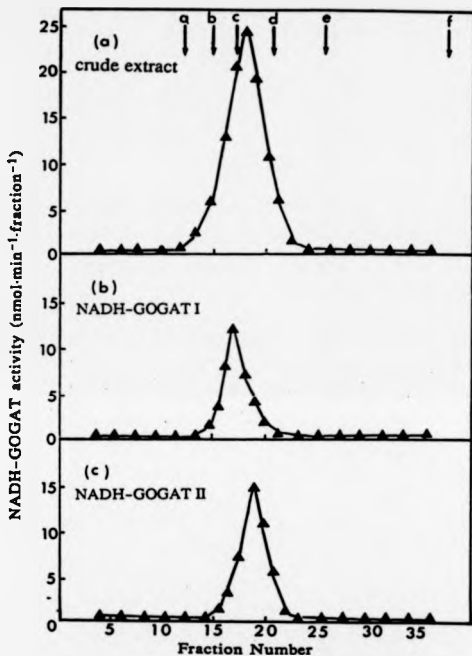 NADH-GOGAT activity (nmol·min⁻¹·fraction⁻¹)
a b c d e f
(a)
crude extract
25
20
15
10
5
0
(b)
NADH-GOGAT I
15
10
5
0
(c)
NADH-GOGAT II
15
10
5
0
5 10 15 20 25 30 35
Fraction Number